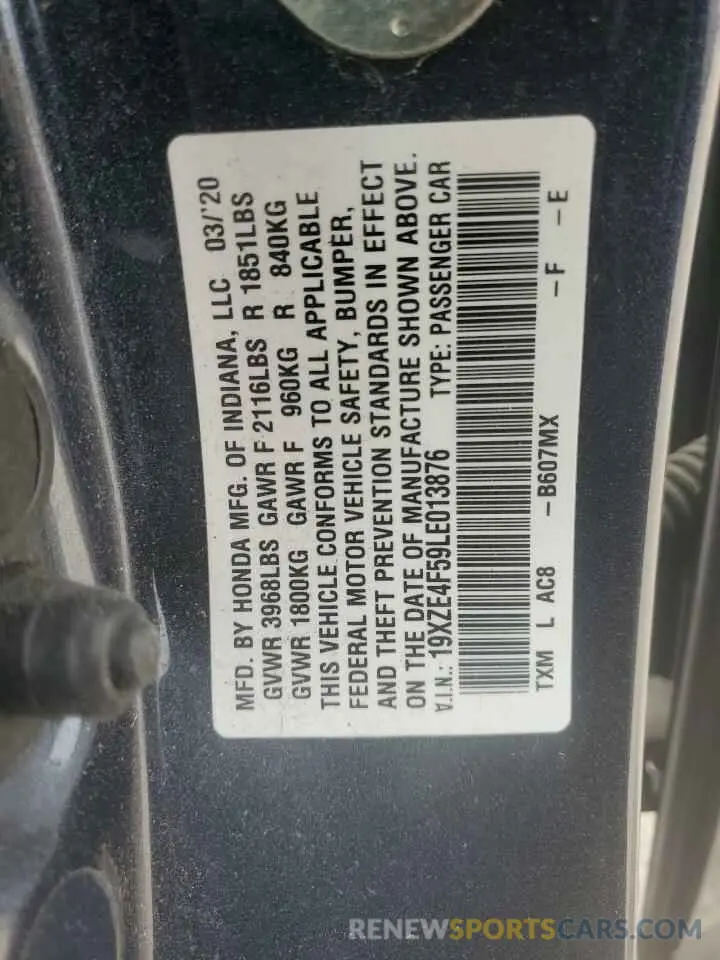 MFD. BY HONDA MFG. OF INDIANA, LLC 03/'20
GVWR 3968LBS GAWR F 2116LBS R 1851LBS
GVWR 1800KG GAWR F 960KG R 840KG
THIS VEHICLE CONFORMS TO ALL APPLICABLE
FEDERAL MOTOR VEHICLE SAFETY, BUMPER,
AND THEFT PREVENTION STANDARDS IN EFFECT
ON THE DATE OF MANUFACTURE SHOWN ABOVE.
V.I.N.: 19XZE4F59LE013876 TYPE: PASSENGER CAR
TXM L AC8 -B607MX -F -E
RENEWSPORTSCARS.COM